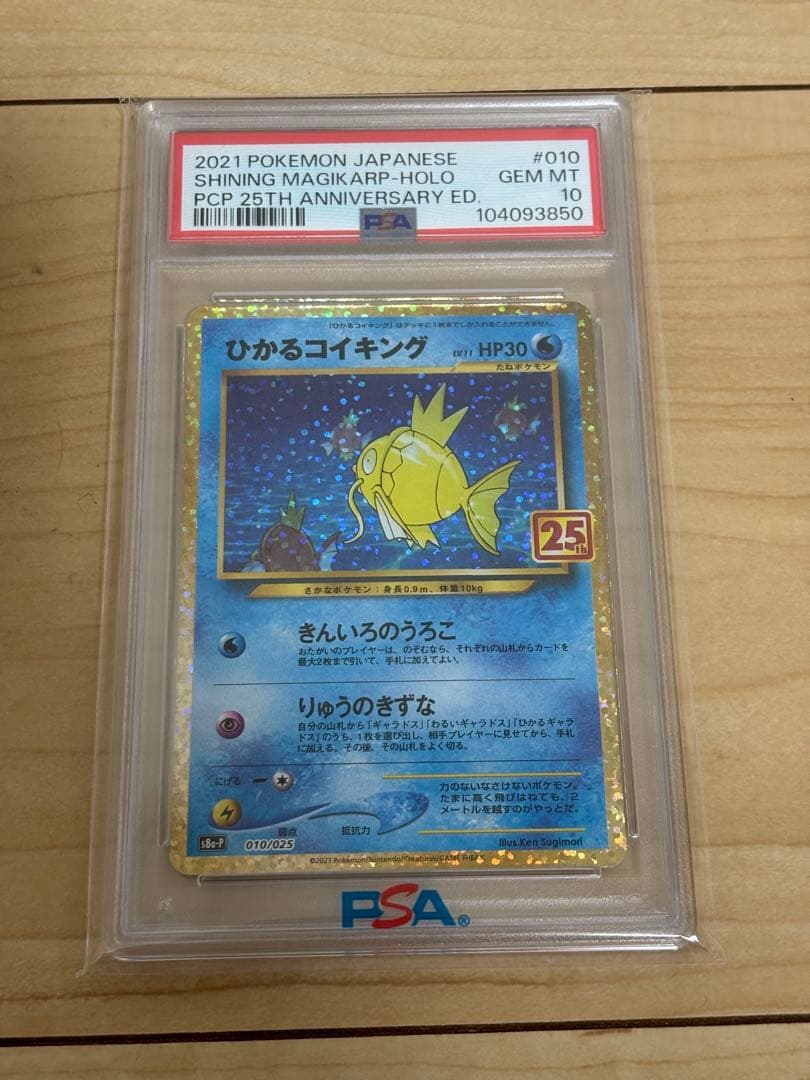 2021 POKEMON JAPANESE #010
SHINING MAGIKARP-HOLO GEM MT
PCP 25TH ANNIVERSARY ED. 10
104093850
PSA
「ひかるコイキング」はデッキに1枚までしか入れることができません。
ひかるコイキング LV.11 HP30
たねポケモン
25th
さかなポケモン：身長0.9m、体重10kg
きんいろのうろこ
おたがいのプレイヤーは、のぞむなら、それぞれの山札からカードを
最大2枚まで引いて、手札に加えてよい。
りゅうのきずな
自分の山札から「ギャラドス」「わるいギャラドス」「ひかるギャラ
ドス」のうち、1枚を選び出し、相手プレイヤーに見せてから、手札
に加える。その後、その山札をよく切る。
にげる
力のないなさけないポケモン。
たまに高く飛びはねても、2
メートルを越すのがやっとだ。
弱点 抵抗力
s8a-P 010/025
Illus.Ken Sugimori
©2021 Pokémon/Nintendo/Creatures/GAME FREAK.
PSA®